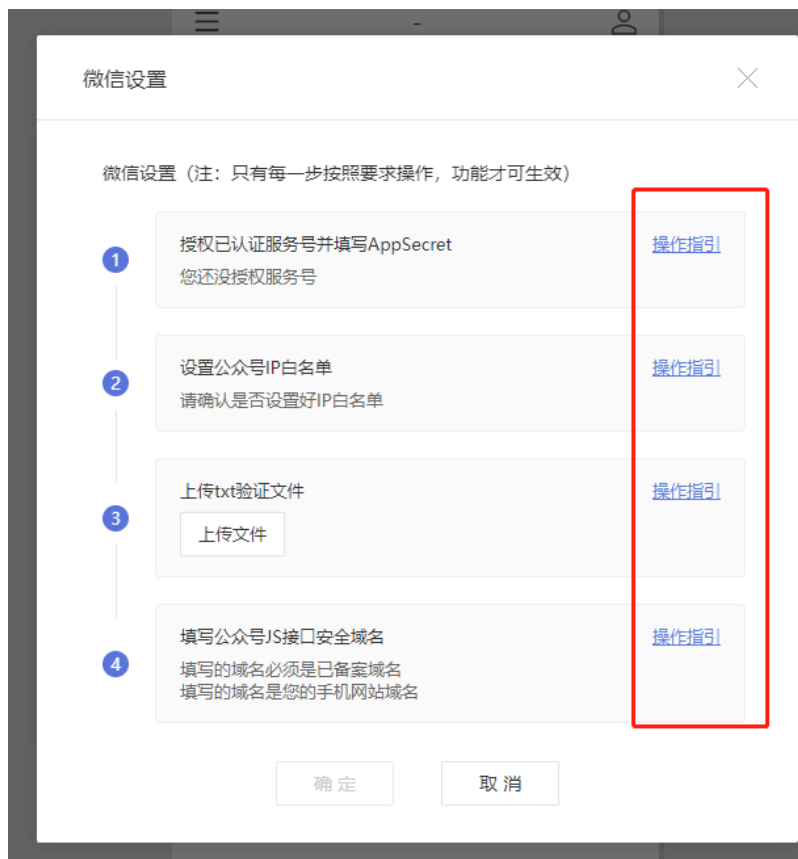 -
微信设置
微信设置（注：只有每一步按照要求操作，功能才可生效）
1
授权已认证服务号并填写AppSecret
操作指引
您还没授权服务号
2
设置公众号IP白名单
操作指引
请确认是否设置好IP白名单
3
上传txt验证文件
操作指引
上传文件
4
填写公众号JS接口安全域名
操作指引
填写的域名必须是已备案域名
填写的域名是您的手机网站域名
确定
取消